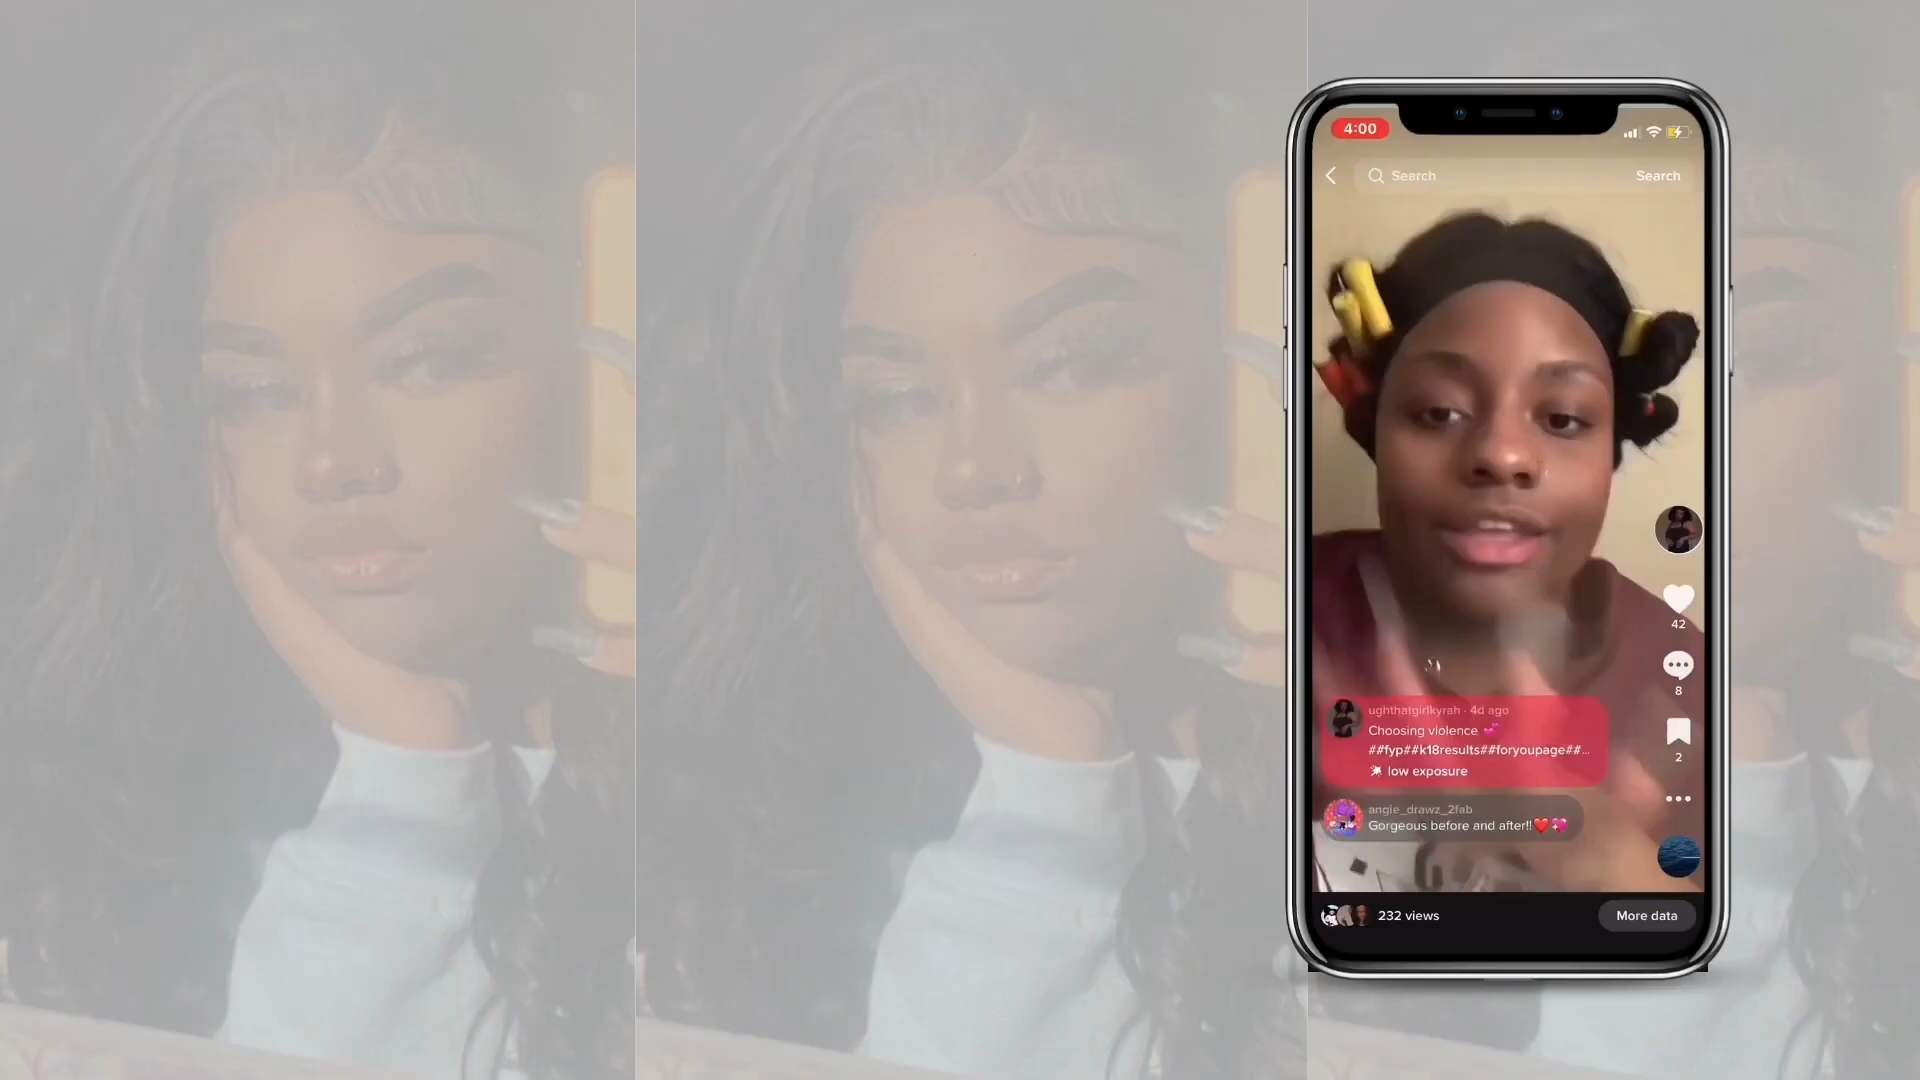 4:00
Search
Search
42
8
2
ughthatgirlkyrah · 4d ago
Choosing violence 💕
##fyp##k18results##foryoupage##...
low exposure
angie_drawz_2fab
Gorgeous before and after!!❤️💖
232 views
More data